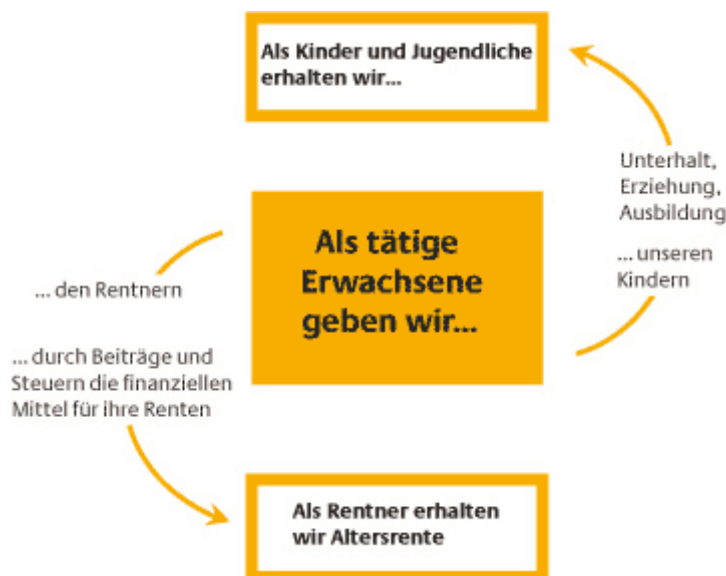 Als Kinder und Jugendliche
erhalten wir...
Unterhalt,
Erziehung,
Ausbildung
... unseren
Kindern
Als tätige
Erwachsene
geben wir...
... den Rentnern
... durch Beiträge und
Steuern die finanziellen
Mittel für ihre Renten
Als Rentner erhalten
wir Altersrente